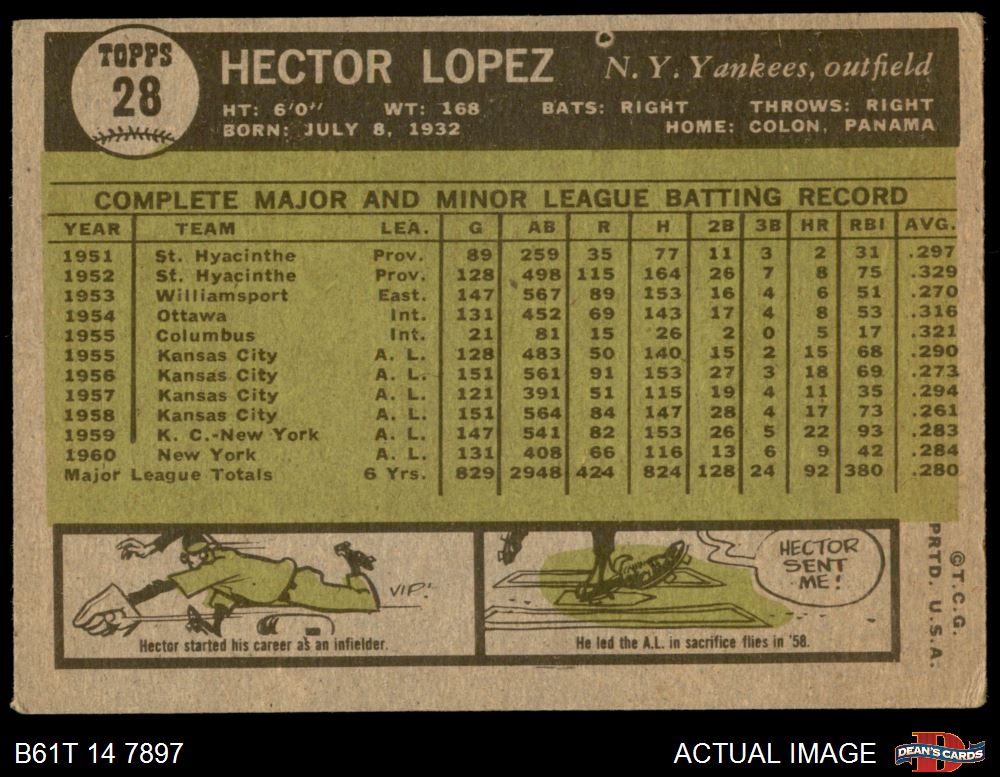 TOPPS
28
HECTOR LOPEZ N. Y. Yankees, outfield
HT: 6'0" WT: 168 BATS: RIGHT THROWS: RIGHT
BORN: JULY 8, 1932 HOME: COLON, PANAMA
COMPLETE MAJOR AND MINOR LEAGUE BATTING RECORD
YEAR TEAM LEA. G AB R H 2B 3B HR RBI AVG.
1951 St. Hyacinthe Prov. 89 259 35 77 11 3 2 31 .297
1952 St. Hyacinthe Prov. 128 498 115 164 26 7 8 75 .329
1953 Williamsport East. 147 567 89 153 16 4 6 51 .270
1954 Ottawa Int. 131 452 69 143 17 4 8 53 .316
1955 Columbus Int. 21 81 15 26 2 0 5 17 .321
1955 Kansas City A. L. 128 483 50 140 15 2 15 68 .290
1956 Kansas City A. L. 151 561 91 153 27 3 18 69 .273
1957 Kansas City A. L. 121 391 51 115 19 4 11 35 .294
1958 Kansas City A. L. 151 564 84 147 28 4 17 73 .261
1959 K. C.-New York A. L. 147 541 82 153 26 5 22 93 .283
1960 New York A. L. 131 408 66 116 13 6 9 42 .284
Major League Totals 6 Yrs. 829 2948 424 824 128 24 92 380 .280
VIP!
Hector started his career as an infielder.
HECTOR
SENT
ME!
He led the A.L. in sacrifice flies in '58.
©T.C.G.
PRTD. U.S.A.
B61T 14 7897
ACTUAL IMAGE
D
DEAN'S CARDS